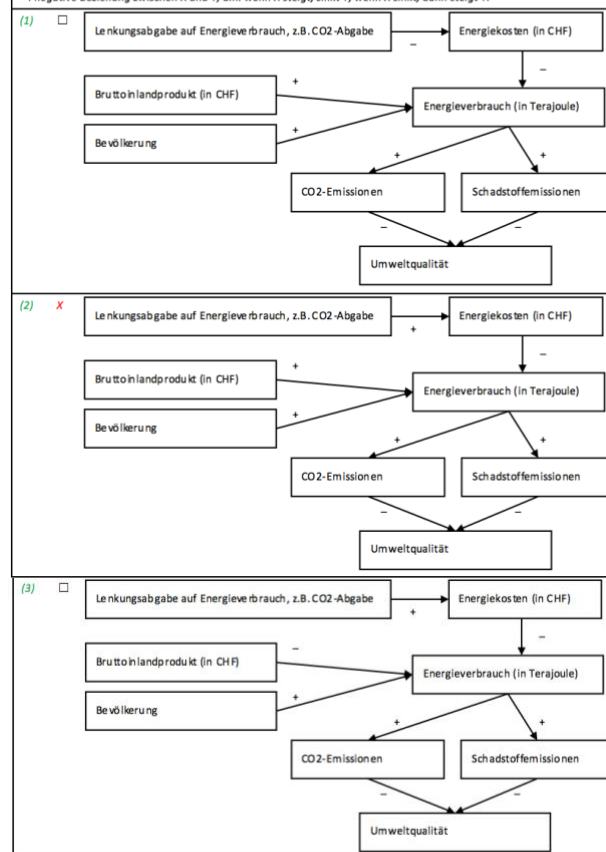 (1) □ Lenkungsabgabe auf Energieverbrauch, z.B. CO2-Abgabe Energiekosten (in CHF)
–
–
+
Bruttoinlandprodukt (in CHF) Energieverbrauch (in Terajoule)
+
Bevölkerung
+ +
CO2-Emissionen Schadstoffemissionen
– –
Umweltqualität
(2) X Lenkungsabgabe auf Energieverbrauch, z.B. CO2-Abgabe Energiekosten (in CHF)
+
–
+
Bruttoinlandprodukt (in CHF) Energieverbrauch (in Terajoule)
+
Bevölkerung
+ +
CO2-Emissionen Schadstoffemissionen
– –
Umweltqualität
(3) □ Lenkungsabgabe auf Energieverbrauch, z.B. CO2-Abgabe Energiekosten (in CHF)
+
–
–
Bruttoinlandprodukt (in CHF) Energieverbrauch (in Terajoule)
+
Bevölkerung
+ +
CO2-Emissionen Schadstoffemissionen
– –
Umweltqualität